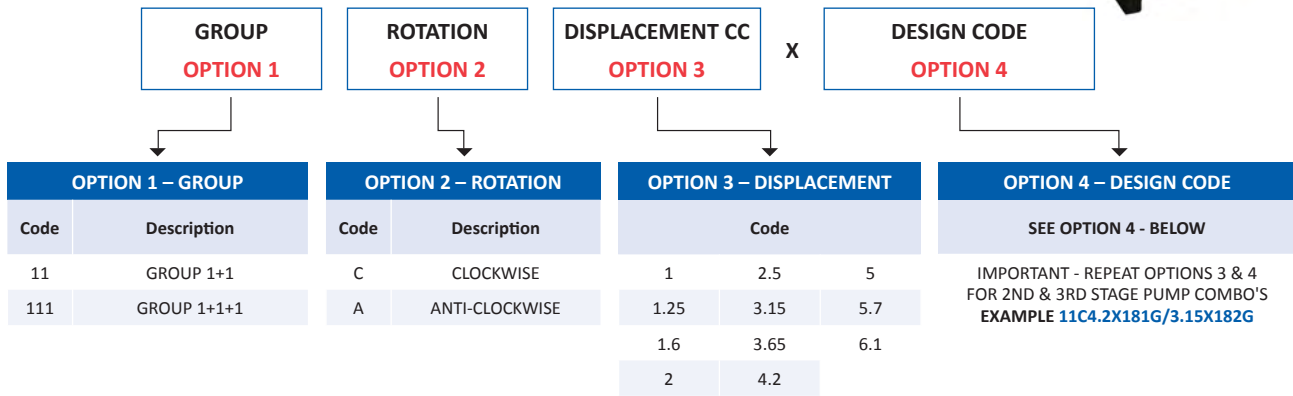 GROUP
OPTION 1
ROTATION
OPTION 2
DISPLACEMENT CC
OPTION 3
X
DESIGN CODE
OPTION 4
OPTION 1 – GROUP
Code Description
11 GROUP 1+1
111 GROUP 1+1+1
OPTION 2 – ROTATION
Code Description
C CLOCKWISE
A ANTI-CLOCKWISE
OPTION 3 – DISPLACEMENT
Code
1 2.5 5
1.25 3.15 5.7
1.6 3.65 6.1
2 4.2
OPTION 4 – DESIGN CODE
SEE OPTION 4 - BELOW
IMPORTANT - REPEAT OPTIONS 3 & 4
FOR 2ND & 3RD STAGE PUMP COMBO'S
EXAMPLE 11C4.2X181G/3.15X182G